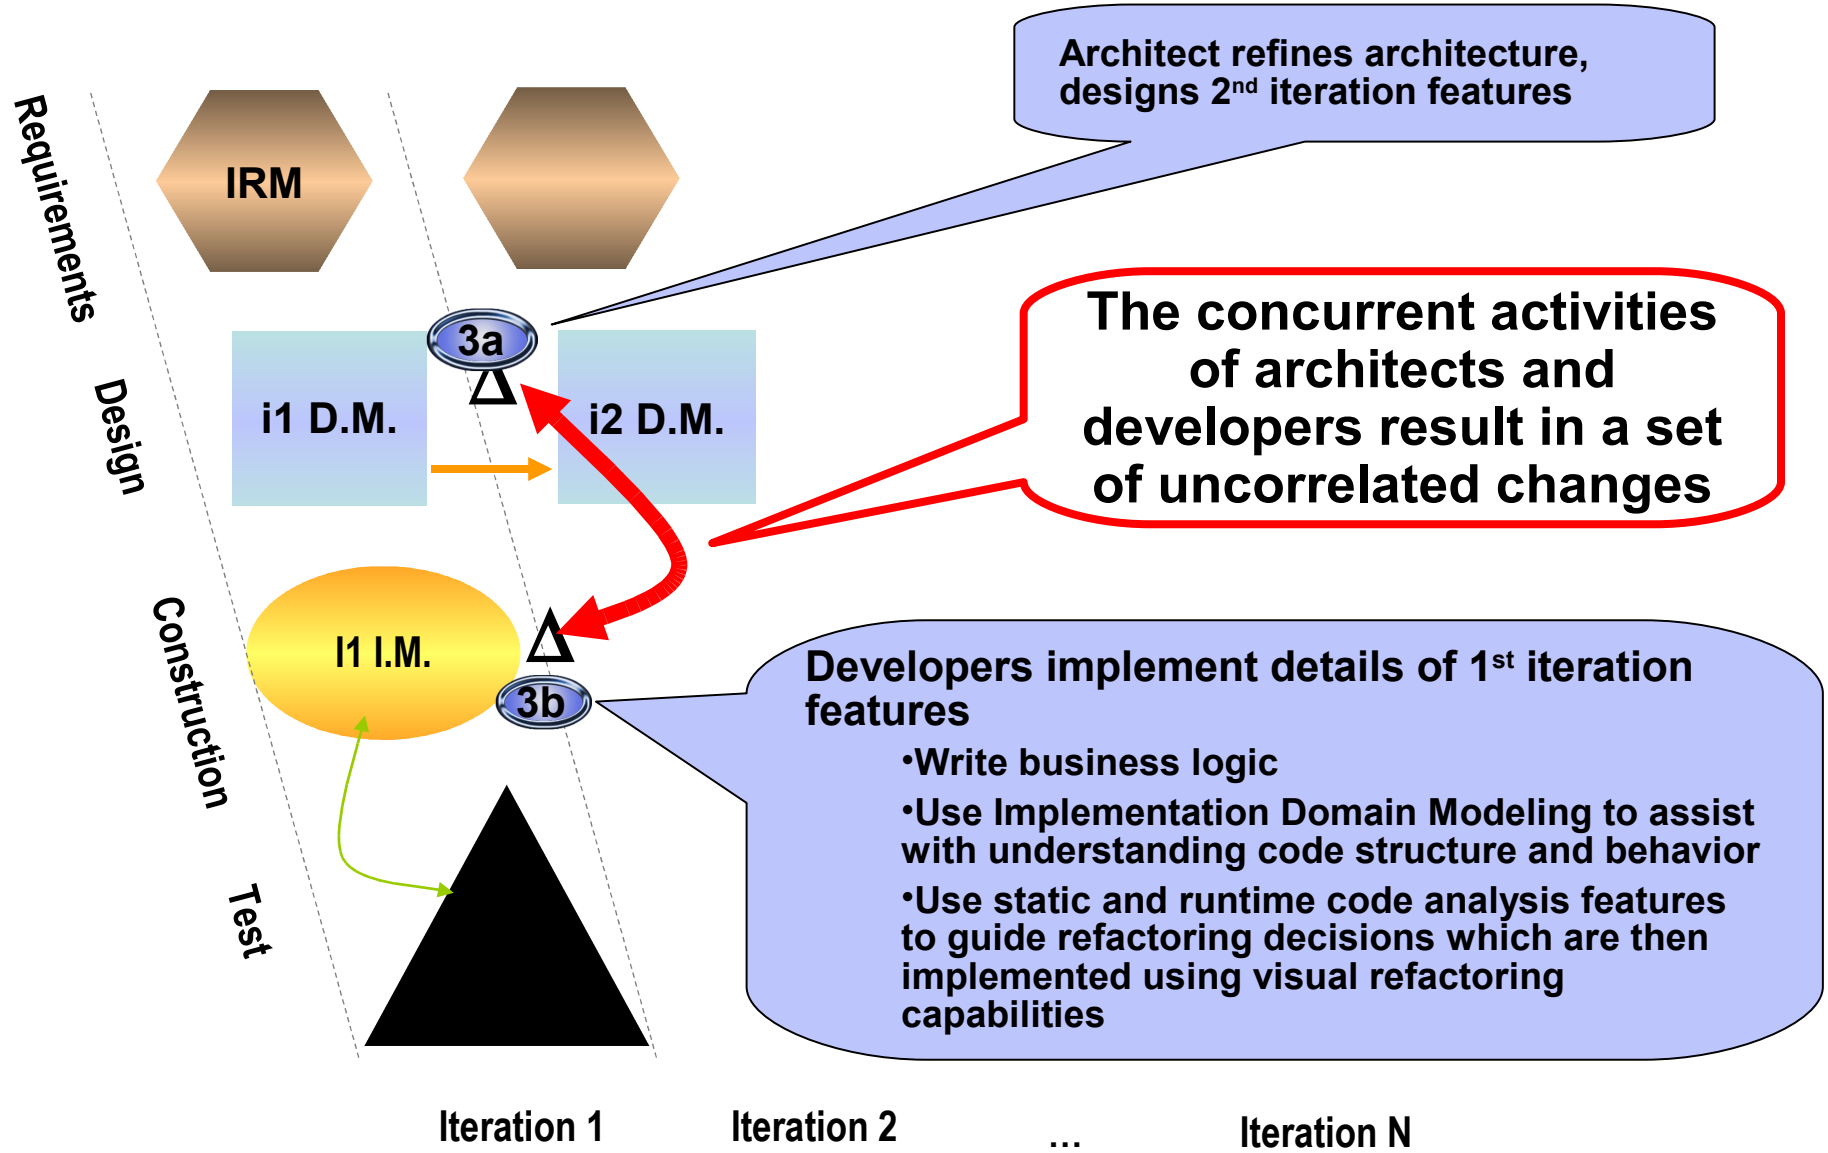 Architect refines architecture,
designs 2nd iteration features
Requirements
IRM
The concurrent activities
of architects and
developers result in a set
of uncorrelated changes
3a
Design
i1 D.M.
i2 D.M.
Construction
I1 I.M.
3b
Developers implement details of 1st iteration
features
•Write business logic
•Use Implementation Domain Modeling to assist
with understanding code structure and behavior
•Use static and runtime code analysis features
to guide refactoring decisions which are then
implemented using visual refactoring
capabilities
Test
Iteration 1
Iteration 2
...
Iteration N